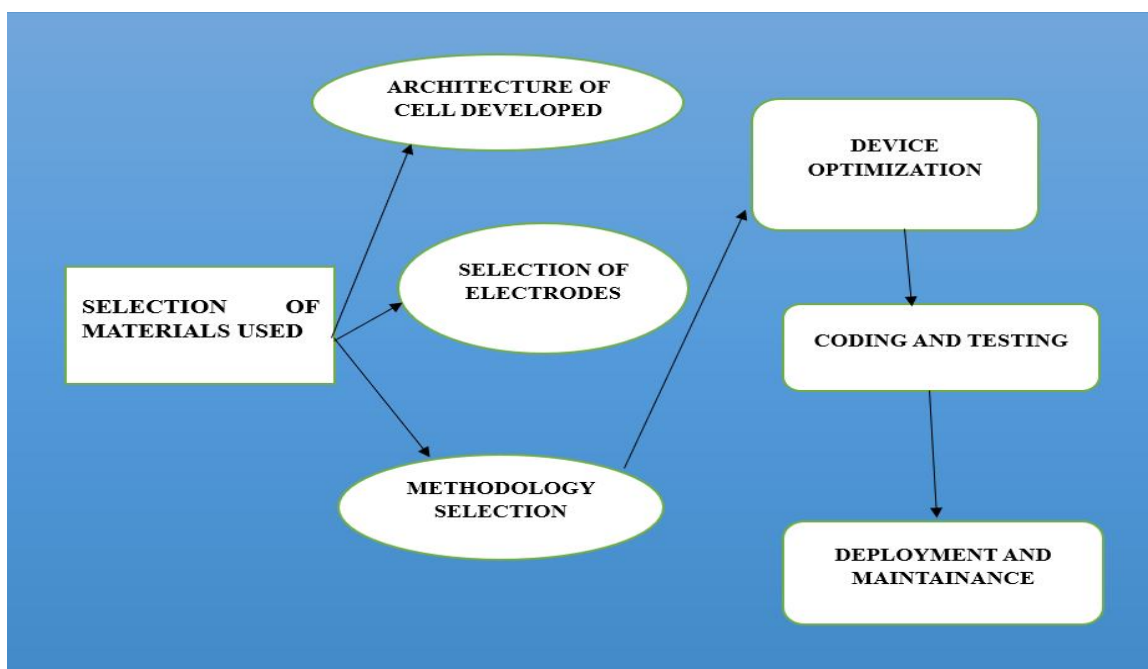 ARCHITECTURE OF
CELL DEVELOPED
SELECTION OF
ELECTRODES
SELECTION OF
MATERIALS USED
METHODOLOGY
SELECTION
DEVICE
OPTIMIZATION
CODING AND TESTING
DEPLOYMENT AND
MAINTAINANCE